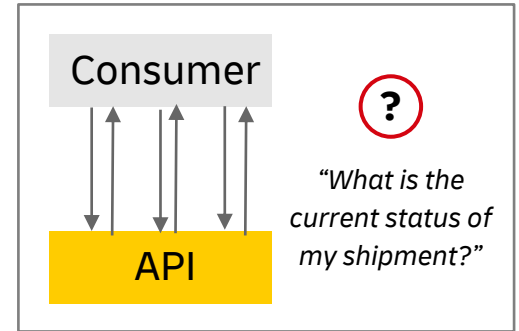 Consumer
?
“What is the
current status of
my shipment?”
API